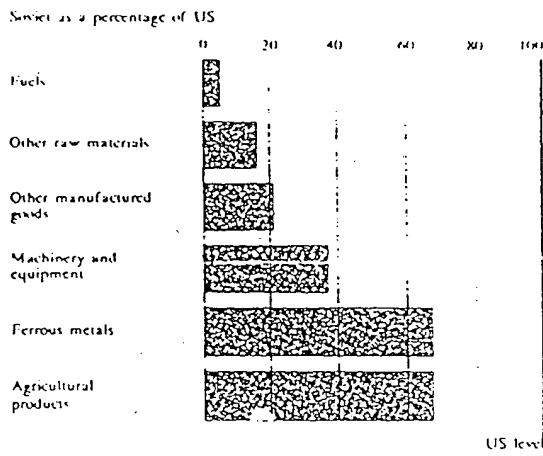 Soviet as a percentage of US
0 20 40 60 80 100
Fuels
Other raw materials
Other manufactured
goods
Machinery and
equipment
Ferrous metals
Agricultural
products
US level